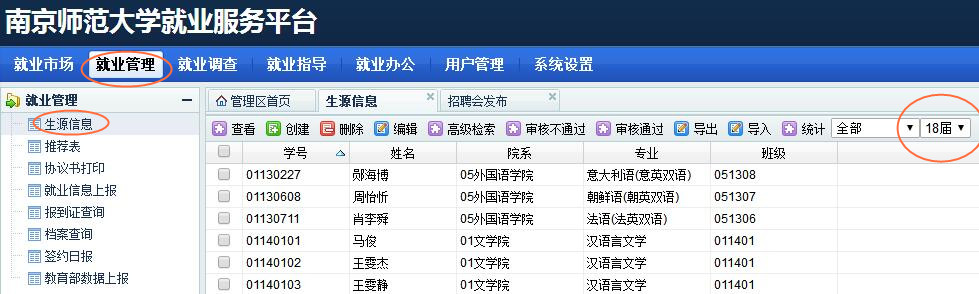 南京师范大学就业服务平台
就业市场 就业管理 就业调查 就业指导 就业办公 用户管理 系统设置
就业管理
生源信息
推荐表
协议书打印
就业信息上报
报到证查询
档案查询
签约日报
教育部数据上报
管理区首页 生源信息 招聘会发布
查看 创建 删除 编辑 高级检索 审核不通过 审核通过 导出 导入 统计 全部 18届
学号 姓名 院系 专业 班级
01130227 郧海博 05外国语学院 意大利语(意英双语) 051308
01130608 周怡忻 05外国语学院 朝鲜语(朝英双语) 051307
01130711 肖李舜 05外国语学院 法语(法英双语) 051306
01140101 马俊 01文学院 汉语言文学 011401
01140102 王雯杰 01文学院 汉语言文学 011401
01140103 王雯静 01文学院 汉语言文学 011401